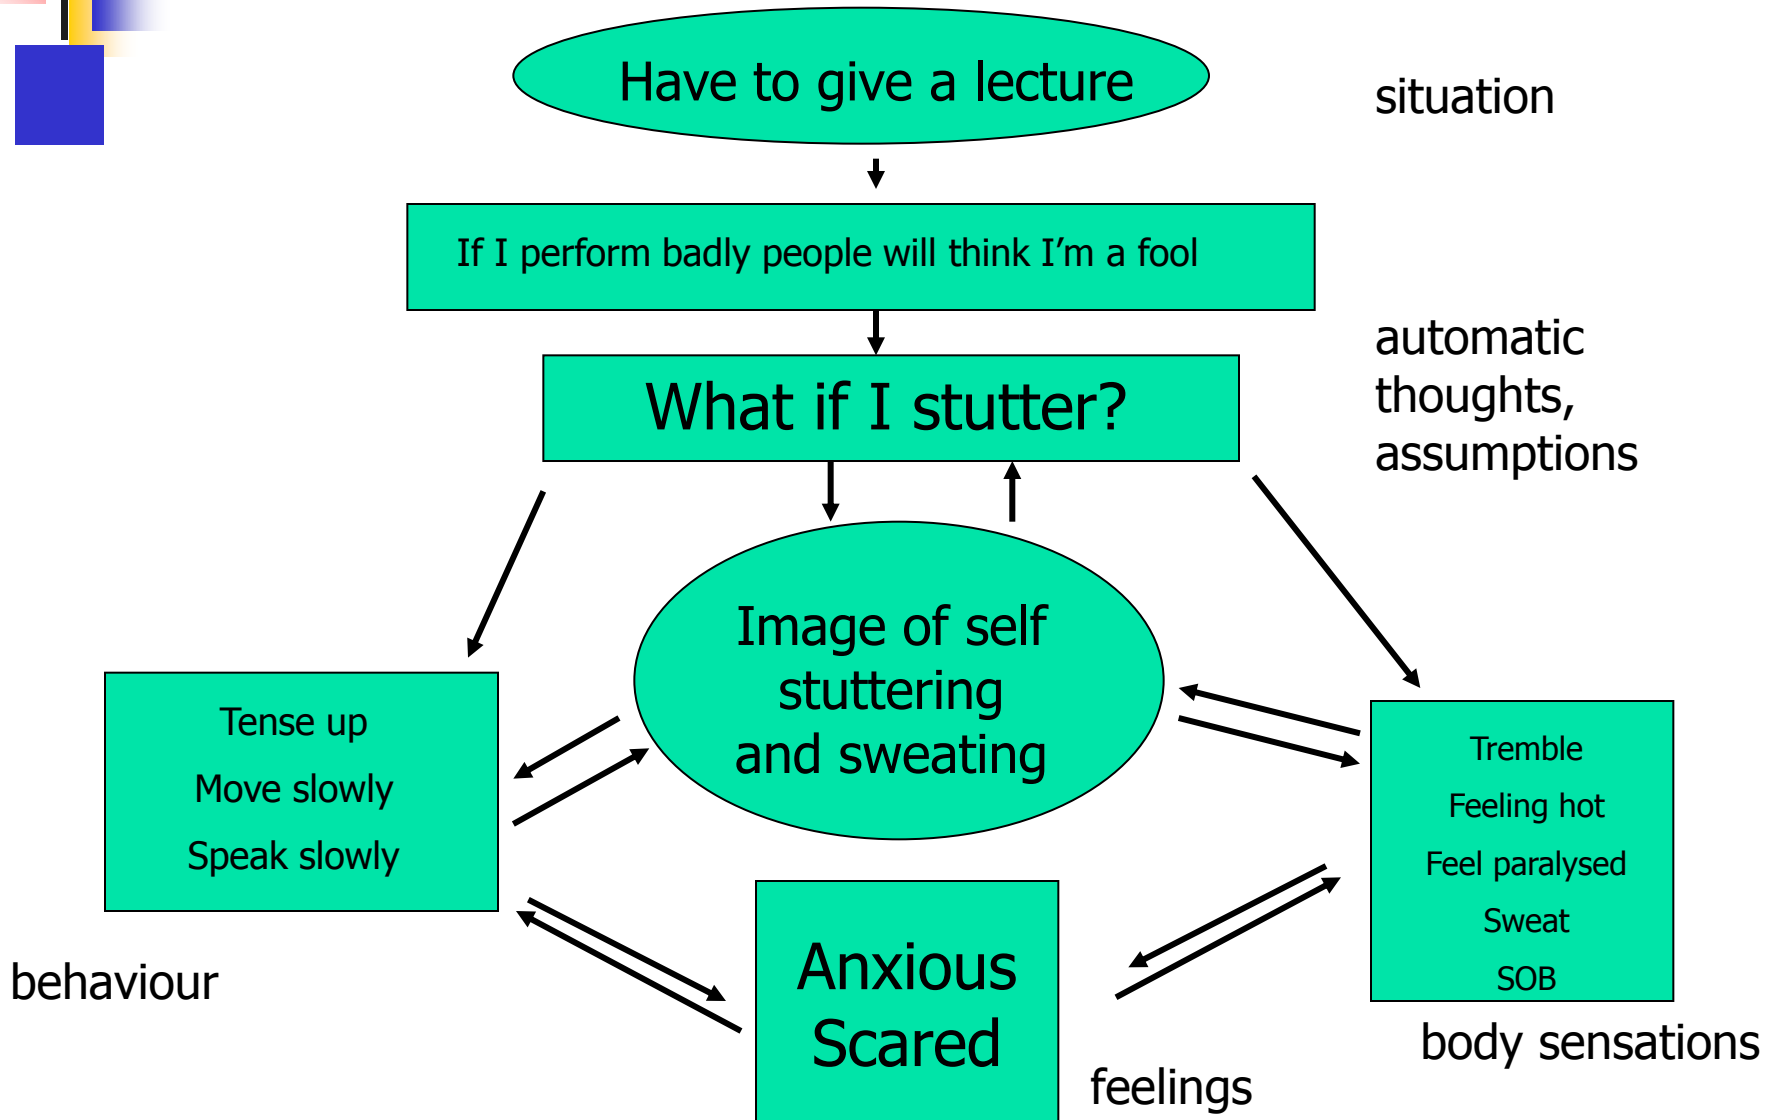 Have to give a lecture
situation
If I perform badly people will think I’m a fool
automatic
thoughts,
assumptions
What if I stutter?
Image of self
stuttering
and sweating
Tense up
Move slowly
Speak slowly
Tremble
Feeling hot
Feel paralysed
Sweat
SOB
behaviour
Anxious
Scared
feelings
body sensations